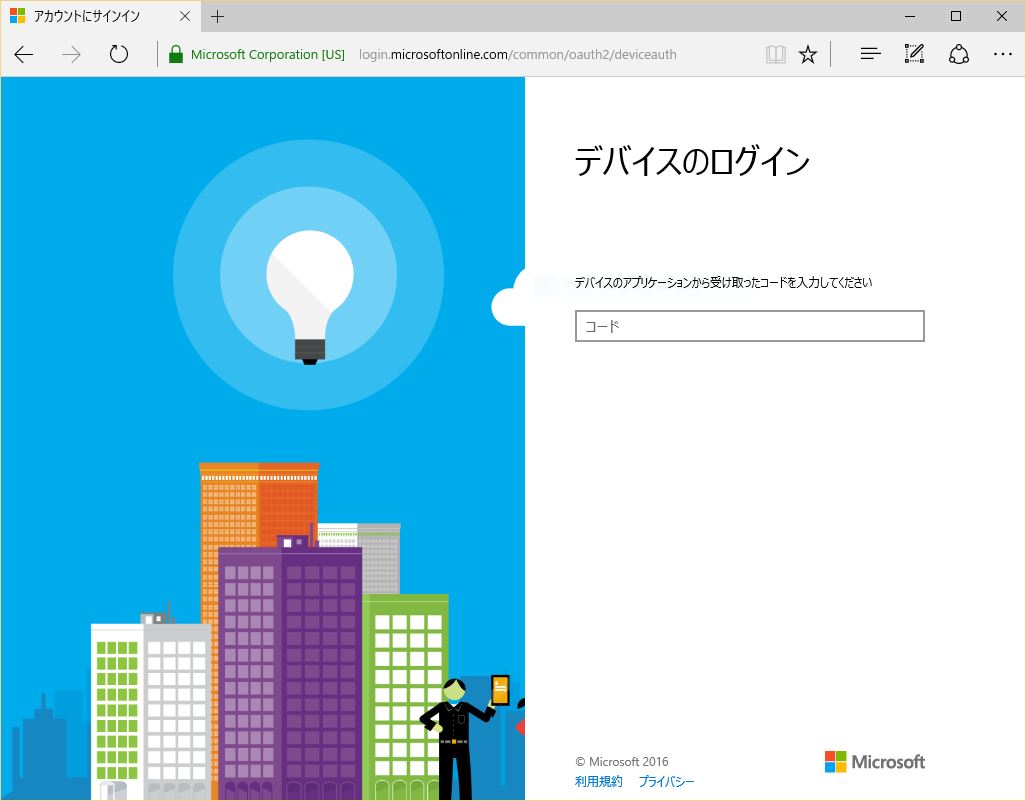 アカウントにサインイン
Microsoft Corporation [US] login.microsoftonline.com/common/oauth2/deviceauth
デバイスのログイン
デバイスのアプリケーションから受け取ったコードを入力してください
コード
© Microsoft 2016
利用規約 プライバシー
Microsoft